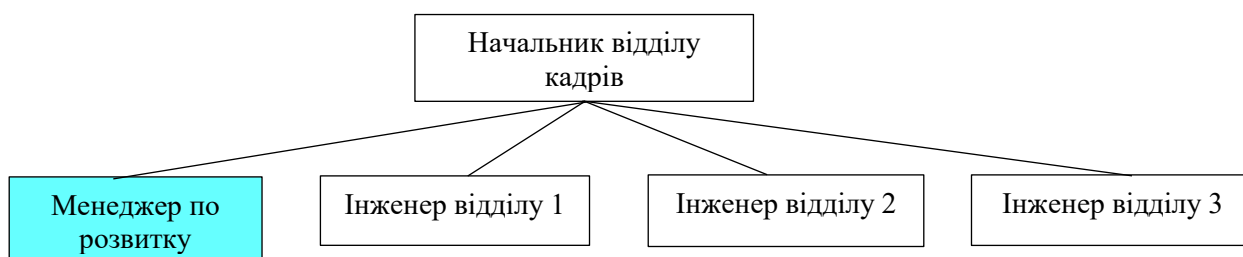 Начальник відділу
кадрів
Менеджер по
розвитку
Інженер відділу 1
Інженер відділу 2
Інженер відділу 3